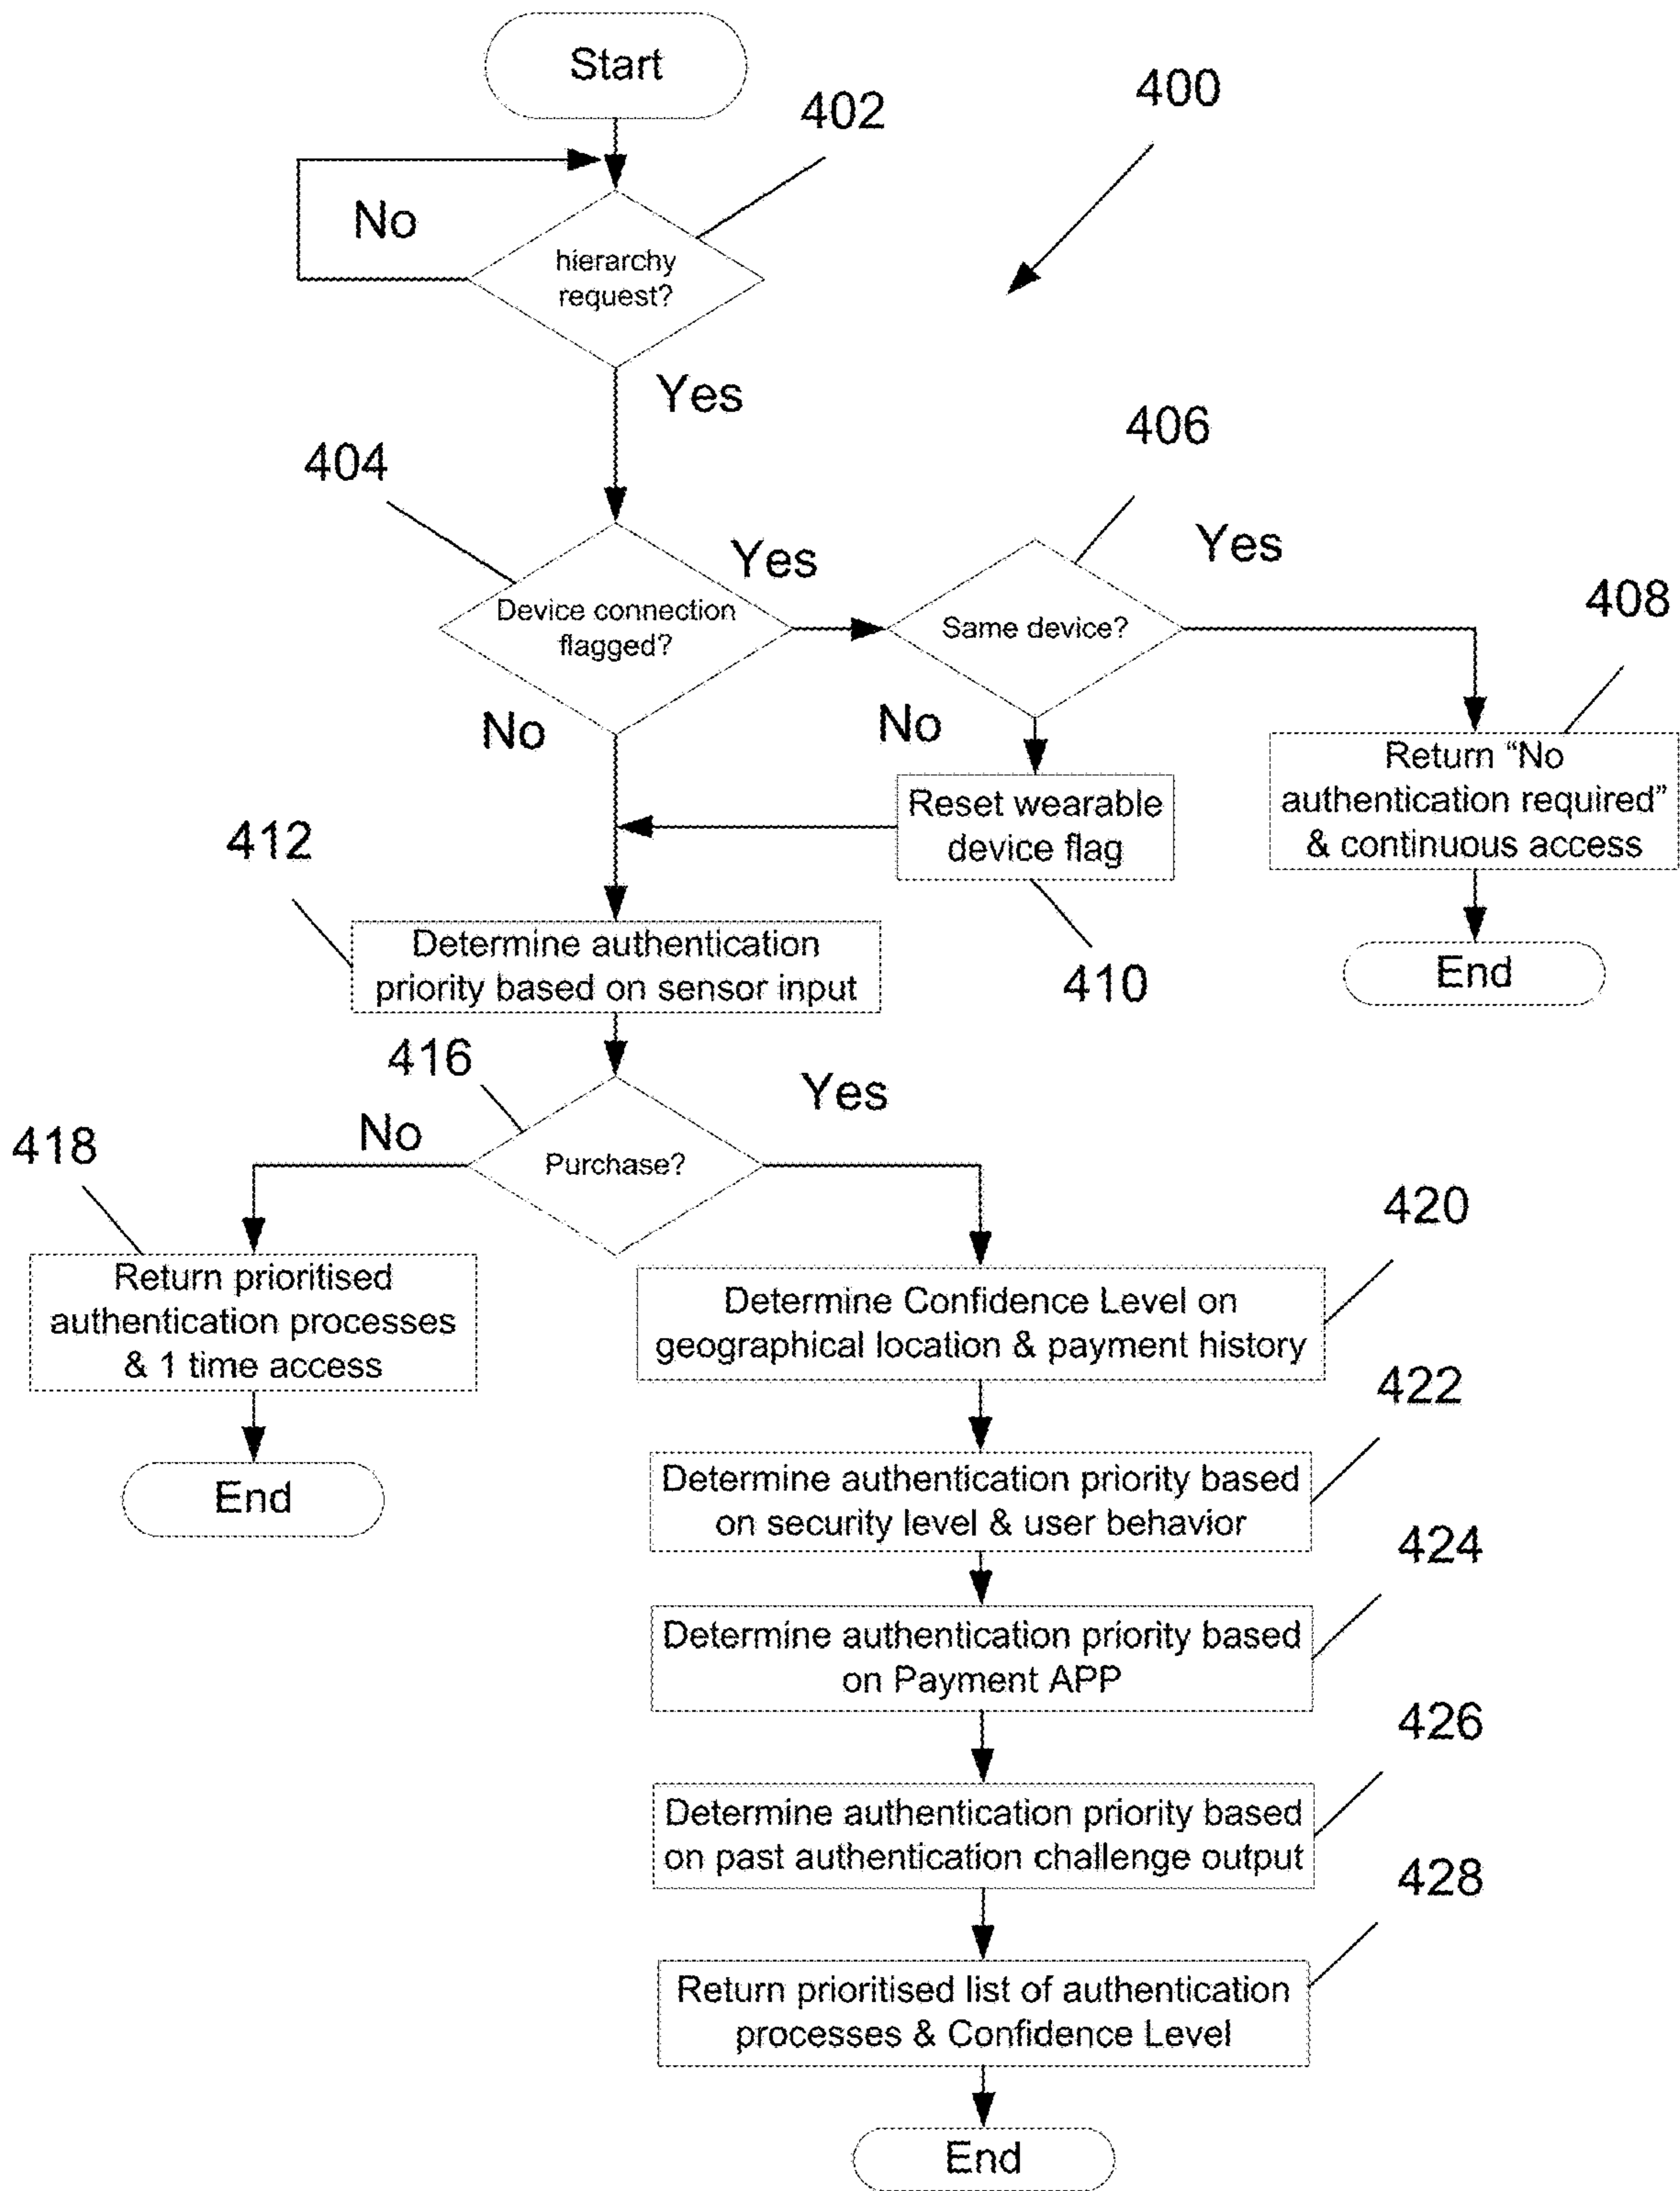 Start
402
400
No
hierarchy
request?
Yes
406
404
Yes
Yes
408
Device connection
flagged?
Same device?
No
No
Return “No
authentication required”
& continuous access
Reset wearable
device flag
412
Determine authentication
priority based on sensor input
410
End
416
Yes
No
418
Purchase?
420
Return prioritised
authentication processes
& 1 time access
Determine Confidence Level on
geographical location & payment history
422
End
Determine authentication priority based
on security level & user behavior
424
Determine authentication priority based
on Payment APP
426
Determine authentication priority based
on past authentication challenge output
428
Return prioritised list of authentication
processes & Confidence Level
End